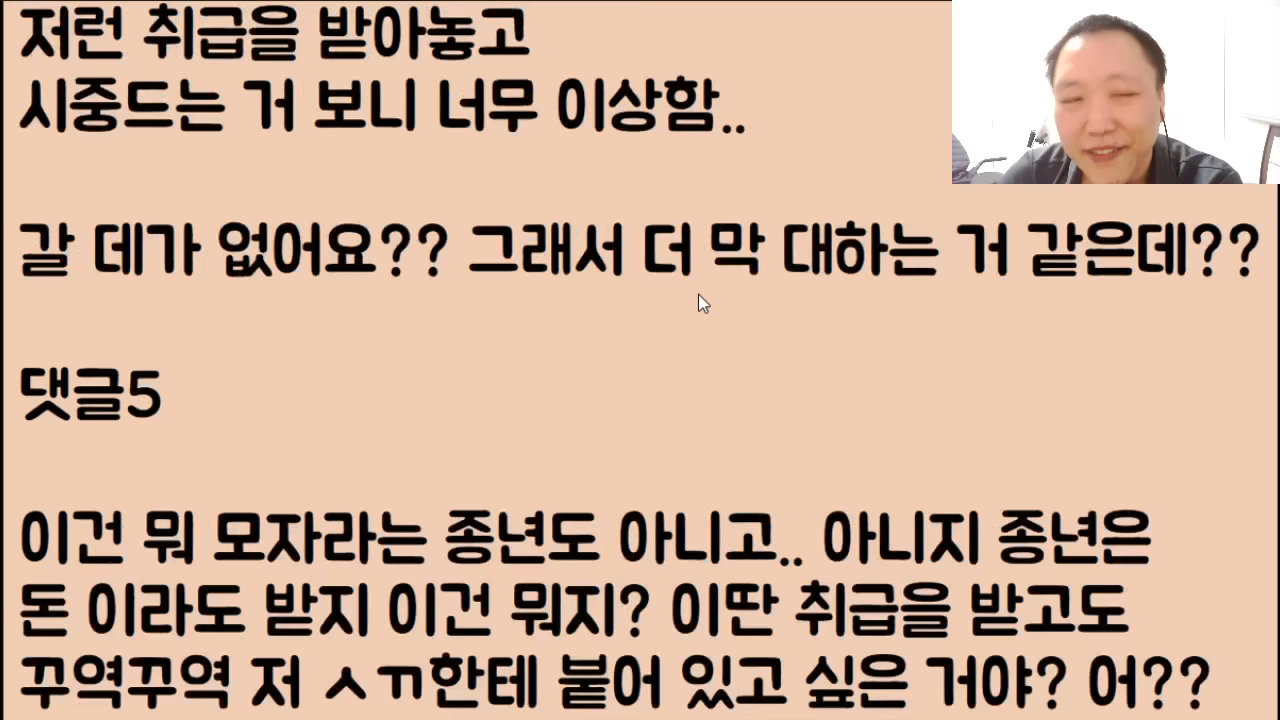 저런 취급을 받아놓고
시중드는 거 보니 너무 이상함..
갈 데가 없어요?? 그래서 더 막 대하는 거 같은데??
댓글5
이건 뭐 모자라는 종년도 아니고.. 아니지 종년은
돈 이라도 받지 이건 뭐지? 이딴 취급을 받고도
꾸역꾸역 저 ㅅㄲ한테 붙어 있고 싶은 거야? 어??